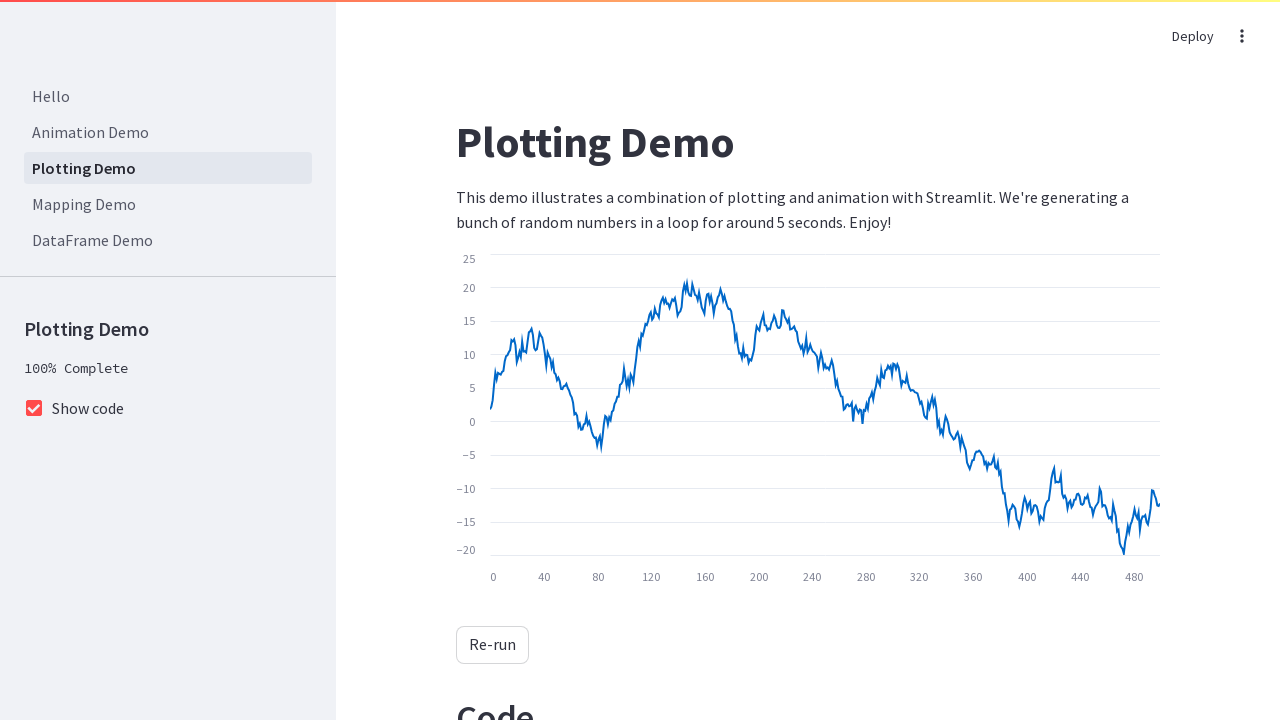 Deploy
Hello
Animation Demo
Plotting Demo
Mapping Demo
DataFrame Demo
Plotting Demo
100% Complete
Show code
Plotting Demo
This demo illustrates a combination of plotting and animation with Streamlit. We're generating a
bunch of random numbers in a loop for around 5 seconds. Enjoy!
25
20
15
10
5
0
−5
−10
−15
−20
0 40 80 120 160 200 240 280 320 360 400 440 480
Re-run
Code